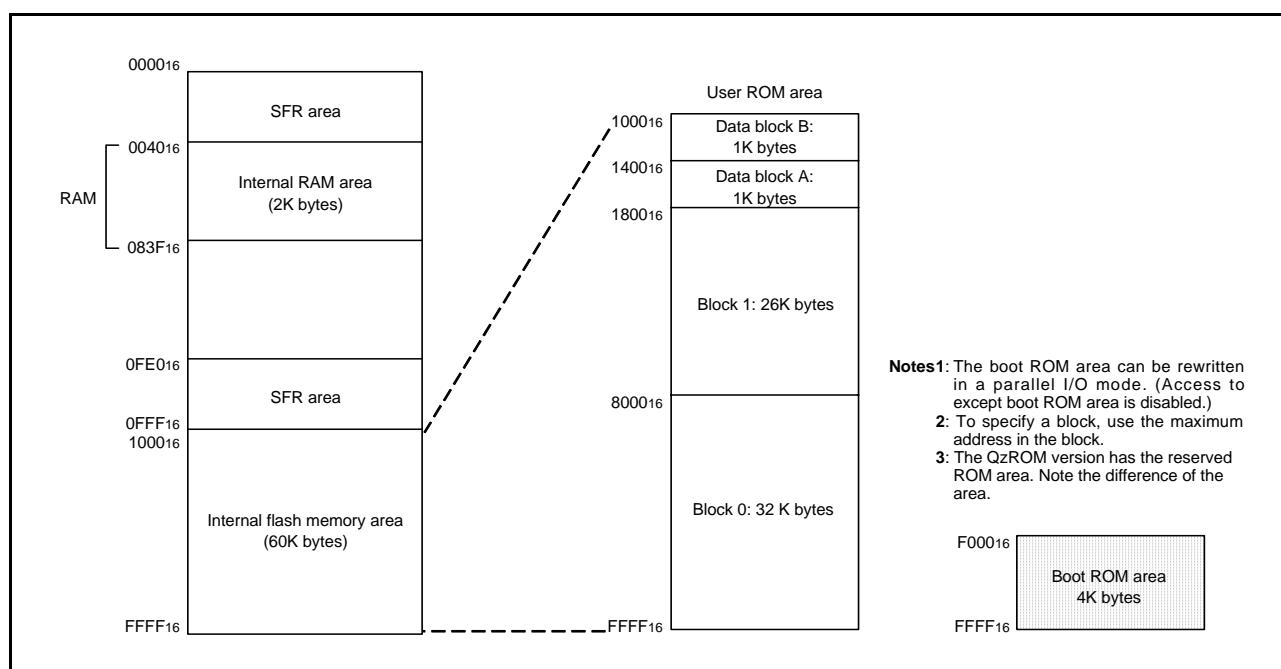 000016
SFR area
004016
RAM
Internal RAM area
(2K bytes)
083F16
0FE016
SFR area
0FFF16
100016
Internal flash memory area
(60K bytes)
FFFF16
User ROM area
100016
Data block B:
1K bytes
140016
Data block A:
1K bytes
180016
Block 1: 26K bytes
800016
Block 0: 32 K bytes
FFFF16
Notes1: The boot ROM area can be rewritten
in a parallel I/O mode. (Access to
except boot ROM area is disabled.)
2: To specify a block, use the maximum
address in the block.
3: The QzROM version has the reserved
ROM area. Note the difference of the
area.
F00016
Boot ROM area
4K bytes
FFFF16